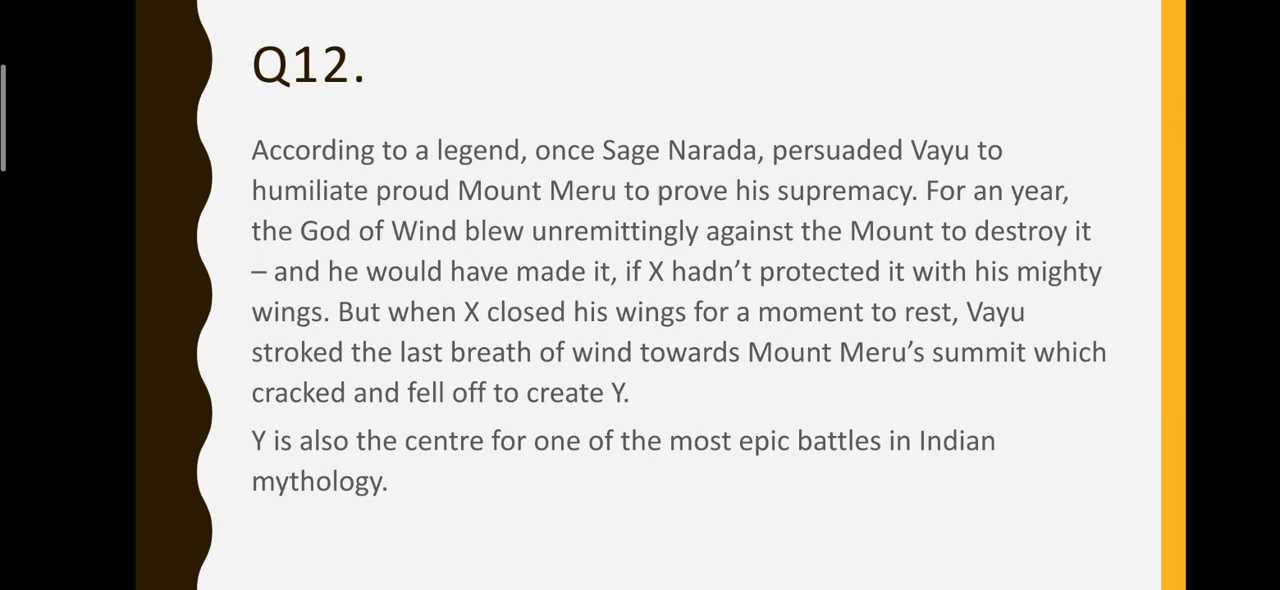 Q12.
According to a legend, once Sage Narada, persuaded Vayu to
humiliate proud Mount Meru to prove his supremacy. For an year,
the God of Wind blew unremittingly against the Mount to destroy it
– and he would have made it, if X hadn’t protected it with his mighty
wings. But when X closed his wings for a moment to rest, Vayu
stroked the last breath of wind towards Mount Meru’s summit which
cracked and fell off to create Y.
Y is also the centre for one of the most epic battles in Indian
mythology.